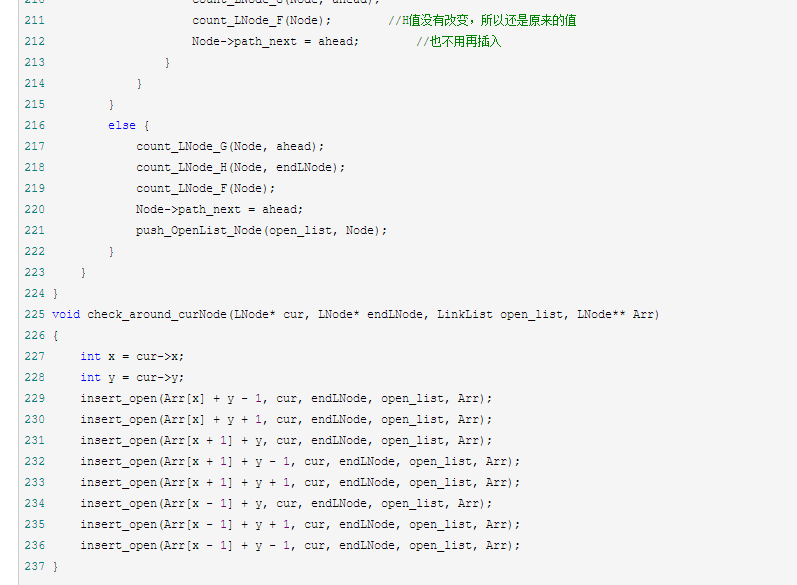 210 count_LNode_G(Node, ahead);
211 count_LNode_F(Node); //H值没有改变，所以还是原来的值
212 Node->path_next = ahead; //也不用再插入
213 }
214 }
215 }
216 else {
217 count_LNode_G(Node, ahead);
218 count_LNode_H(Node, endLNode);
219 count_LNode_F(Node);
220 Node->path_next = ahead;
221 push_OpenList_Node(open_list, Node);
222 }
223 }
224 }
225 void check_around_curNode(LNode* cur, LNode* endLNode, LinkList open_list, LNode** Arr)
226 {
227 int x = cur->x;
228 int y = cur->y;
229 insert_open(Arr[x] + y - 1, cur, endLNode, open_list, Arr);
230 insert_open(Arr[x] + y + 1, cur, endLNode, open_list, Arr);
231 insert_open(Arr[x + 1] + y, cur, endLNode, open_list, Arr);
232 insert_open(Arr[x + 1] + y - 1, cur, endLNode, open_list, Arr);
233 insert_open(Arr[x + 1] + y + 1, cur, endLNode, open_list, Arr);
234 insert_open(Arr[x - 1] + y, cur, endLNode, open_list, Arr);
235 insert_open(Arr[x - 1] + y + 1, cur, endLNode, open_list, Arr);
236 insert_open(Arr[x - 1] + y - 1, cur, endLNode, open_list, Arr);
237 }